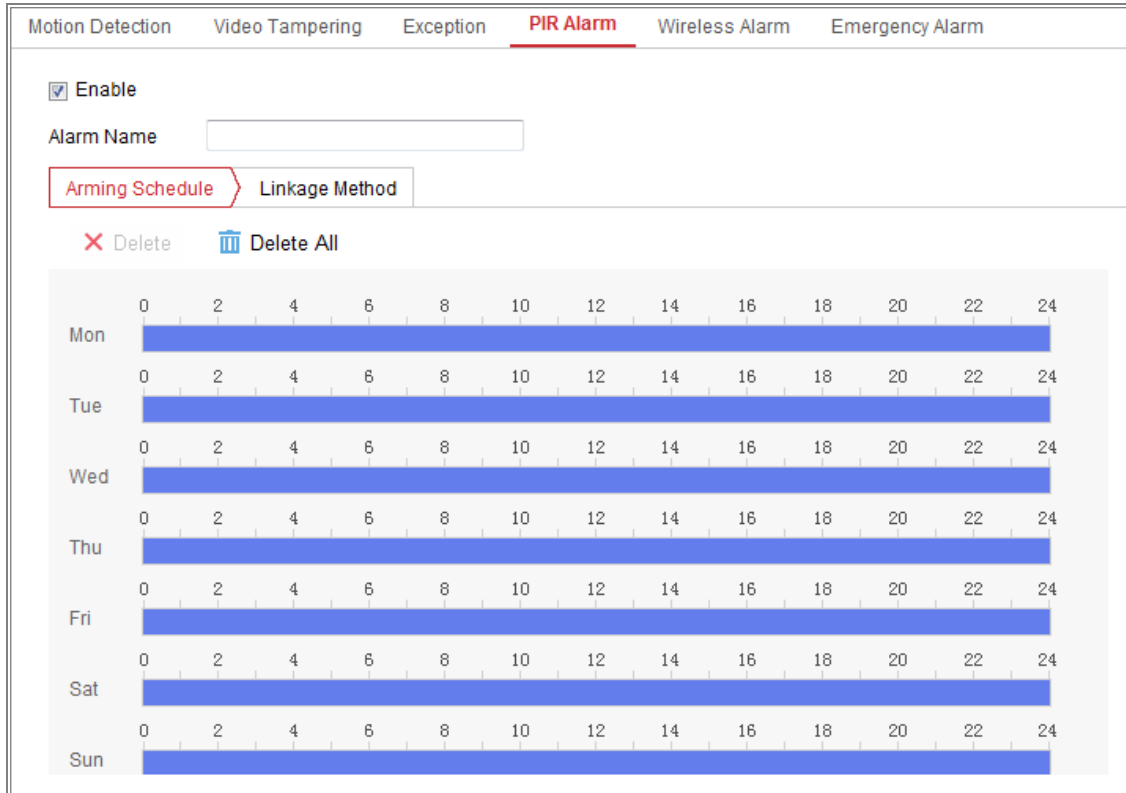 Motion Detection Video Tampering Exception PIR Alarm Wireless Alarm Emergency Alarm
Enable
Alarm Name
Arming Schedule Linkage Method
Delete Delete All
0 2 4 6 8 10 12 14 16 18 20 22 24
Mon
0 2 4 6 8 10 12 14 16 18 20 22 24
Tue
0 2 4 6 8 10 12 14 16 18 20 22 24
Wed
0 2 4 6 8 10 12 14 16 18 20 22 24
Thu
0 2 4 6 8 10 12 14 16 18 20 22 24
Fri
0 2 4 6 8 10 12 14 16 18 20 22 24
Sat
0 2 4 6 8 10 12 14 16 18 20 22 24
Sun